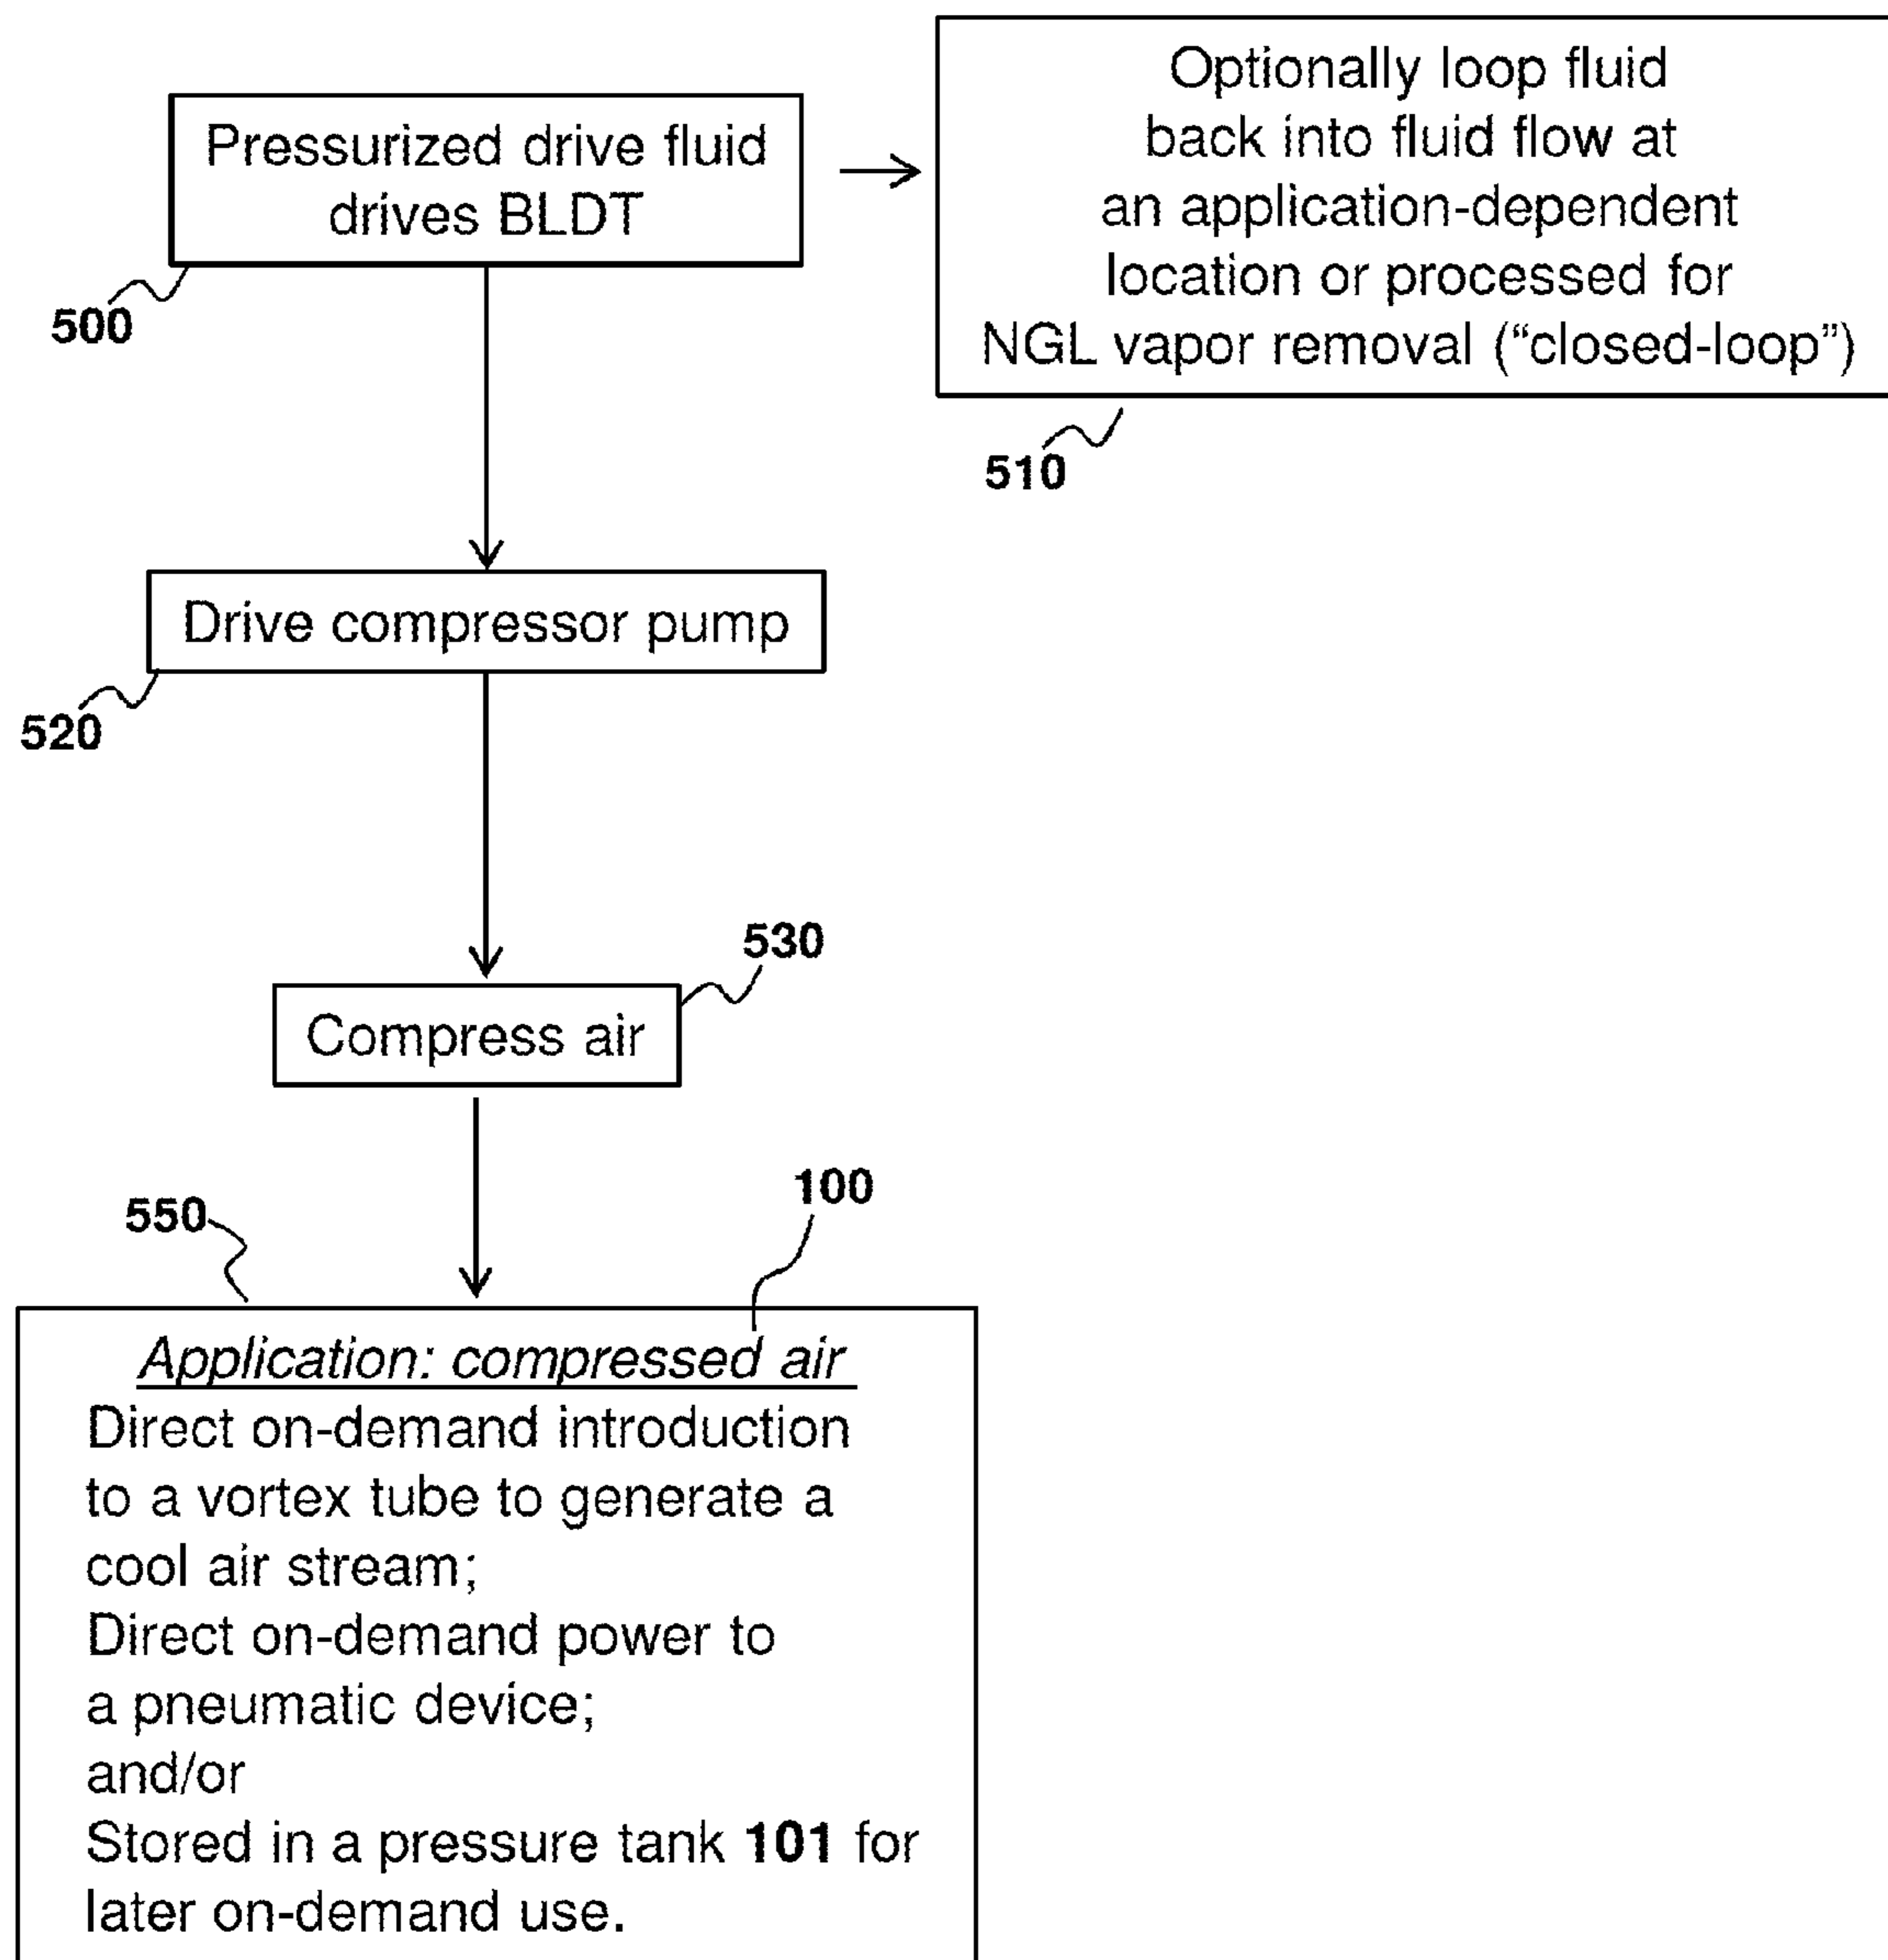 Pressurized drive fluid
drives BLDT
500
Optionally loop fluid
back into fluid flow at
an application-dependent
location or processed for
NGL vapor removal (“closed-loop”)
510
Drive compressor pump
520
530
Compress air
550
100
Application: compressed air
Direct on-demand introduction
to a vortex tube to generate a
cool air stream;
Direct on-demand power to
a pneumatic device;
and/or
Stored in a pressure tank 101 for
later on-demand use.